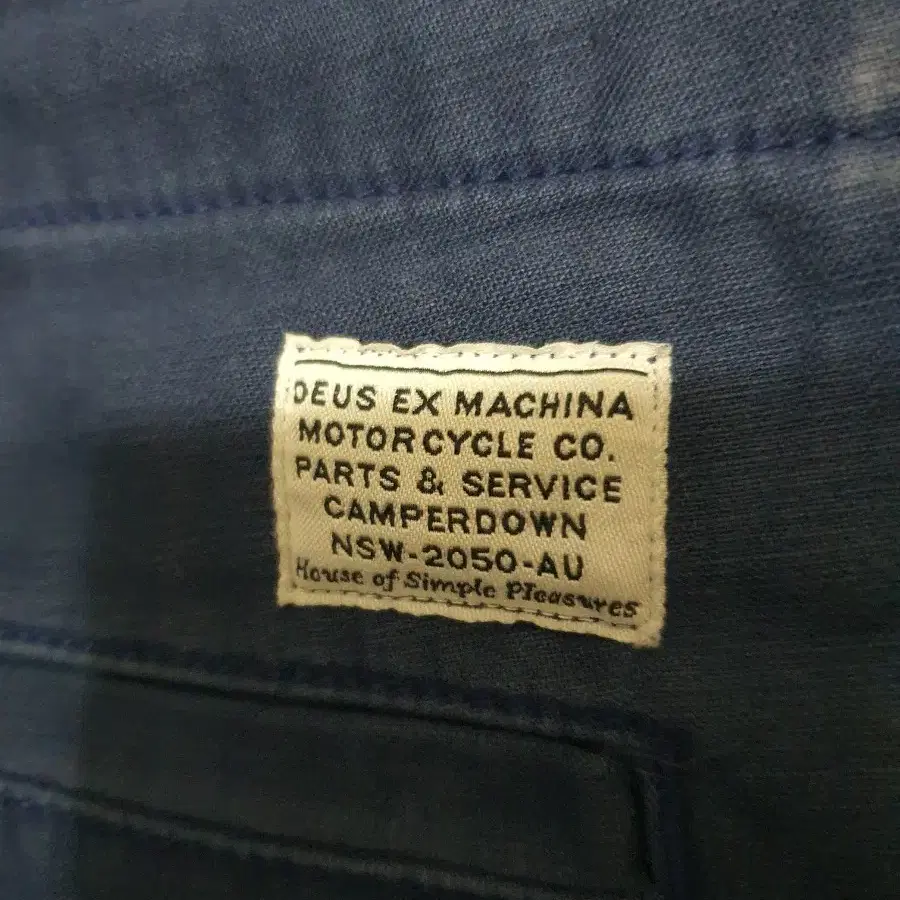 DEUS EX MACHINA
MOTORCYCLE CO.
PARTS & SERVICE
CAMPERDOWN
NSW-2050-AU
House of Simple Pleasures